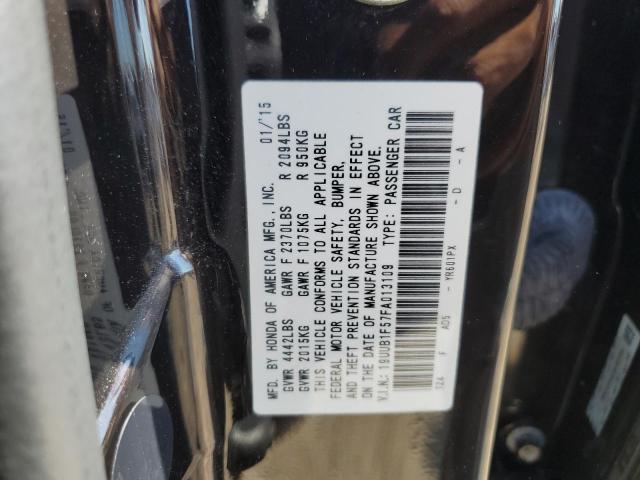 MFD. BY HONDA OF AMERICA MFG., INC. 01/'15
GVWR 4442LBS GAWR F 2370LBS R 2094LBS
GVWR 2015KG GAWR F 1075KG R 950KG
THIS VEHICLE CONFORMS TO ALL APPLICABLE
FEDERAL MOTOR VEHICLE SAFETY, BUMPER,
AND THEFT PREVENTION STANDARDS IN EFFECT
ON THE DATE OF MANUFACTURE SHOWN ABOVE.
V.I.N.: 19UUB1F57FA013109 TYPE: PASSENGER CAR
TZ4 F AD5 - YR601PX - D - A